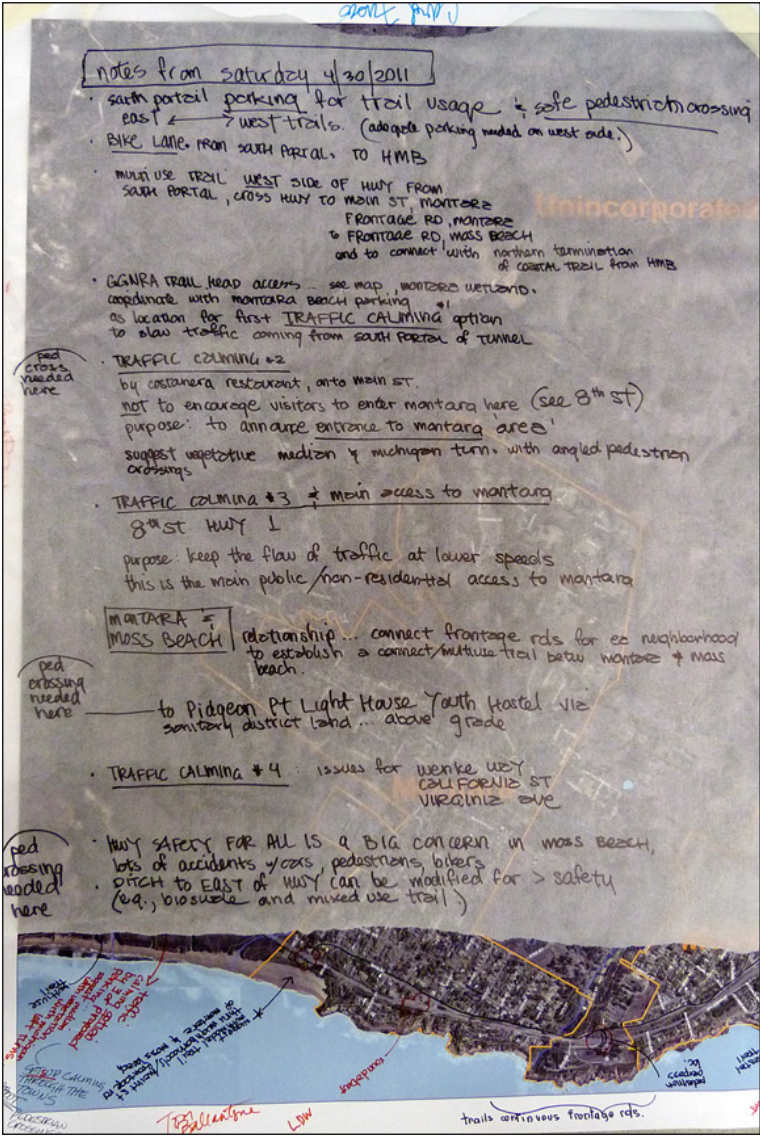 notes from saturday 4/30/2011
· south portail parking for trail usage & safe pedestrich crossing
east ⟷ west trails. (adequate parking needed on west side.)
· BIKE LANE. FROM SOUTH PORTAL. TO HMB
· MULTI USE TRAIL WEST SIDE OF HWY FROM
SOUTH PORTAL, CROSS HWY TO MAIN ST, MONTARA
FRONTAGE RD, MONTARA
to FRONTAGE RD, MOSS BEACH
and to connect with northern termination
of COASTAL TRAIL from HMB
· GGNRA TRAIL HEAD ACCESS ... see map, MONTARA WETLAND.
coordinate with MONTARA BEACH parking
as location for first TRAFFIC CALMING #1 option
to slow traffic coming from SOUTH PORTAL of TUNNEL
ped
cross
needed
here
· TRAFFIC CALMING #2
by costanera restaurant, onto main ST.
not to encourage visitors to enter montara here (see 8th ST)
purpose: to announce entrance to montara 'area'
suggest vegetative median & michigan turn. with angled pedestrian
crossings
· TRAFFIC CALMING #3 & main access to montara
8th ST HWY 1
purpose: keep the flow of traffic at lower speeds
this is the main public/non-residential access to montara
MONTARA &
MOSS BEACH
relationship ... connect frontage rds for ea neighborhood
to establish a connect/multiuse trail betw montara & moss
beach.
ped
crossing
needed
here
to Pidgeon Pt Light House Youth Hostel via
sanitary district land ... above grade
· TRAFFIC CALMING #4: issues for wenke way
CALIFORNIA ST
VIRGINIA AVE
ped
crossing
needed
here
· HWY SAFETY FOR ALL IS A BIG CONCERN in MOSS BEACH,
lots of accidents w/cars, pedestrians, bikers
· DITCH to EAST of HWY can be modified for > safety
(eg., bioswale and mixed use trail)
Unincorporated
roundabout
THROUGH THE
TOWNS
PEDESTRIAN
CROSSING
Ballantyne
LDW
trails continuous frontage rds.